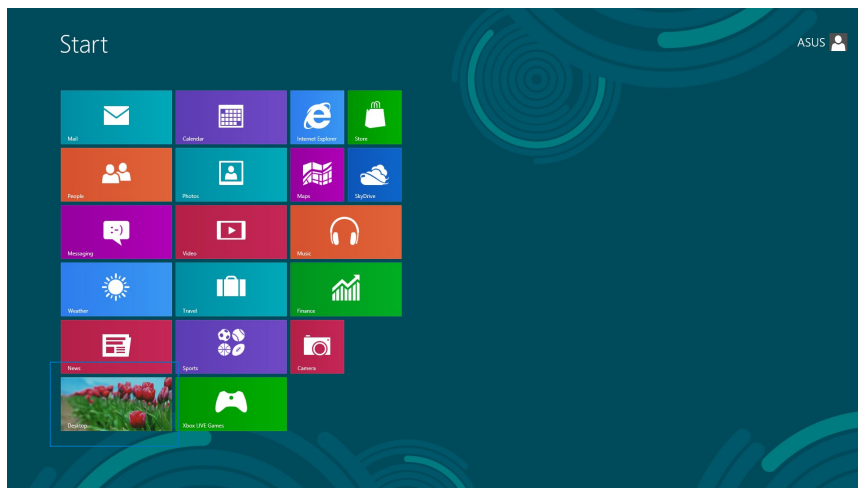 Start
ASUS
Mail
Calendar
Internet Explorer
Store
People
Photos
Maps
SkyDrive
:-)
Messaging
Video
Music
Weather
Travel
Finance
News
Sports
Camera
Desktop
Xbox LIVE Games